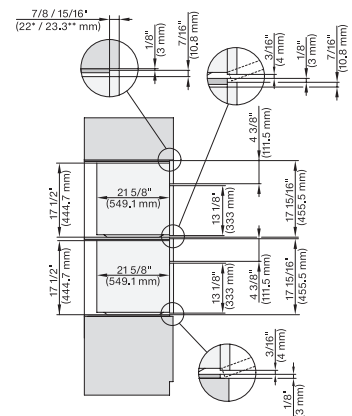 7/8 / 15/16"
(22* / 23.3** mm)
1/8"
(3 mm)
7/16"
(10.8 mm)
3/16"
(4 mm)
1/8"
(3 mm)
7/16"
(10.8 mm)
4 3/8"
(111.5 mm)
17 1/2"
(444.7 mm)
21 5/8"
(549.1 mm)
13 1/8"
(333 mm)
17 15/16"
(455.5 mm)
17 1/2"
(444.7 mm)
21 5/8"
(549.1 mm)
13 1/8"
(333 mm)
4 3/8"
(111.5 mm)
17 15/16"
(455.5 mm)
3/16"
(4 mm)
1/8"
(3 mm)